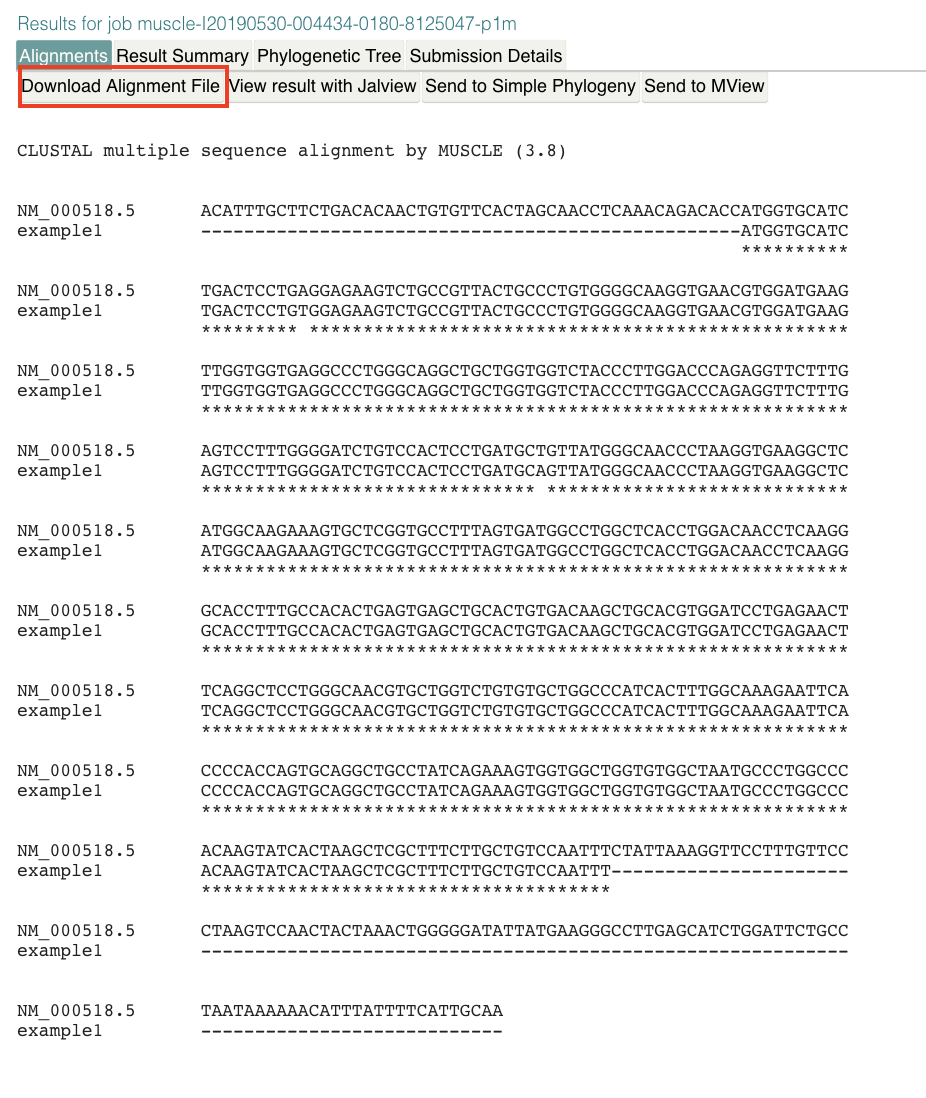 Results for job muscle-I20190530-004434-0180-8125047-p1m
Alignments Result Summary Phylogenetic Tree Submission Details
Download Alignment File View result with Jalview Send to Simple Phylogeny Send to MView
CLUSTAL multiple sequence alignment by MUSCLE (3.8)
NM_000518.5 ACATTTGCTTCTGACACAACTGTGTTCACTAGCAACCTCAAACAGACACCATGGTGCATC
example1 --------------------------------------------------ATGGTGCATC
**********
NM_000518.5 TGACTCCTGAGGAGAAGTCTGCCGTTACTGCCCTGTGGGGCAAGGTGAACGTGGATGAAG
example1 TGACTCCTGTGGAGAAGTCTGCCGTTACTGCCCTGTGGGGCAAGGTGAACGTGGATGAAG
********* **************************************************
NM_000518.5 TTGGTGGTGAGGCCCTGGGCAGGCTGCTGGTGGTCTACCCTTGGACCCAGAGGTTCTTTG
example1 TTGGTGGTGAGGCCCTGGGCAGGCTGCTGGTGGTCTACCCTTGGACCCAGAGGTTCTTTG
************************************************************
NM_000518.5 AGTCCTTTGGGGATCTGTCCACTCCTGATGCTGTTATGGGCAACCCTAAGGTGAAGGCTC
example1 AGTCCTTTGGGGATCTGTCCACTCCTGATGCAGTTATGGGCAACCCTAAGGTGAAGGCTC
******************************* ****************************
NM_000518.5 ATGGCAAGAAAGTGCTCGGTGCCTTTAGTGATGGCCTGGCTCACCTGGACAACCTCAAGG
example1 ATGGCAAGAAAGTGCTCGGTGCCTTTAGTGATGGCCTGGCTCACCTGGACAACCTCAAGG
************************************************************
NM_000518.5 GCACCTTTGCCACACTGAGTGAGCTGCACTGTGACAAGCTGCACGTGGATCCTGAGAACT
example1 GCACCTTTGCCACACTGAGTGAGCTGCACTGTGACAAGCTGCACGTGGATCCTGAGAACT
************************************************************
NM_000518.5 TCAGGCTCCTGGGCAACGTGCTGGTCTGTGTGCTGGCCCATCACTTTGGCAAAGAATTCA
example1 TCAGGCTCCTGGGCAACGTGCTGGTCTGTGTGCTGGCCCATCACTTTGGCAAAGAATTCA
************************************************************
NM_000518.5 CCCCACCAGTGCAGGCTGCCTATCAGAAAGTGGTGGCTGGTGTGGCTAATGCCCTGGCCC
example1 CCCCACCAGTGCAGGCTGCCTATCAGAAAGTGGTGGCTGGTGTGGCTAATGCCCTGGCCC
************************************************************
NM_000518.5 ACAAGTATCACTAAGCTCGCTTTCTTGCTGTCCAATTTCTATTAAAGGTTCCTTTGTTCC
example1 ACAAGTATCACTAAGCTCGCTTTCTTGCTGTCCAATTT----------------------
**************************************
NM_000518.5 CTAAGTCCAACTACTAAACTGGGGGATATTATGAAGGGCCTTGAGCATCTGGATTCTGCC
example1 ------------------------------------------------------------
NM_000518.5 TAATAAAAAACATTTATTTTCATTGCAA
example1 ----------------------------